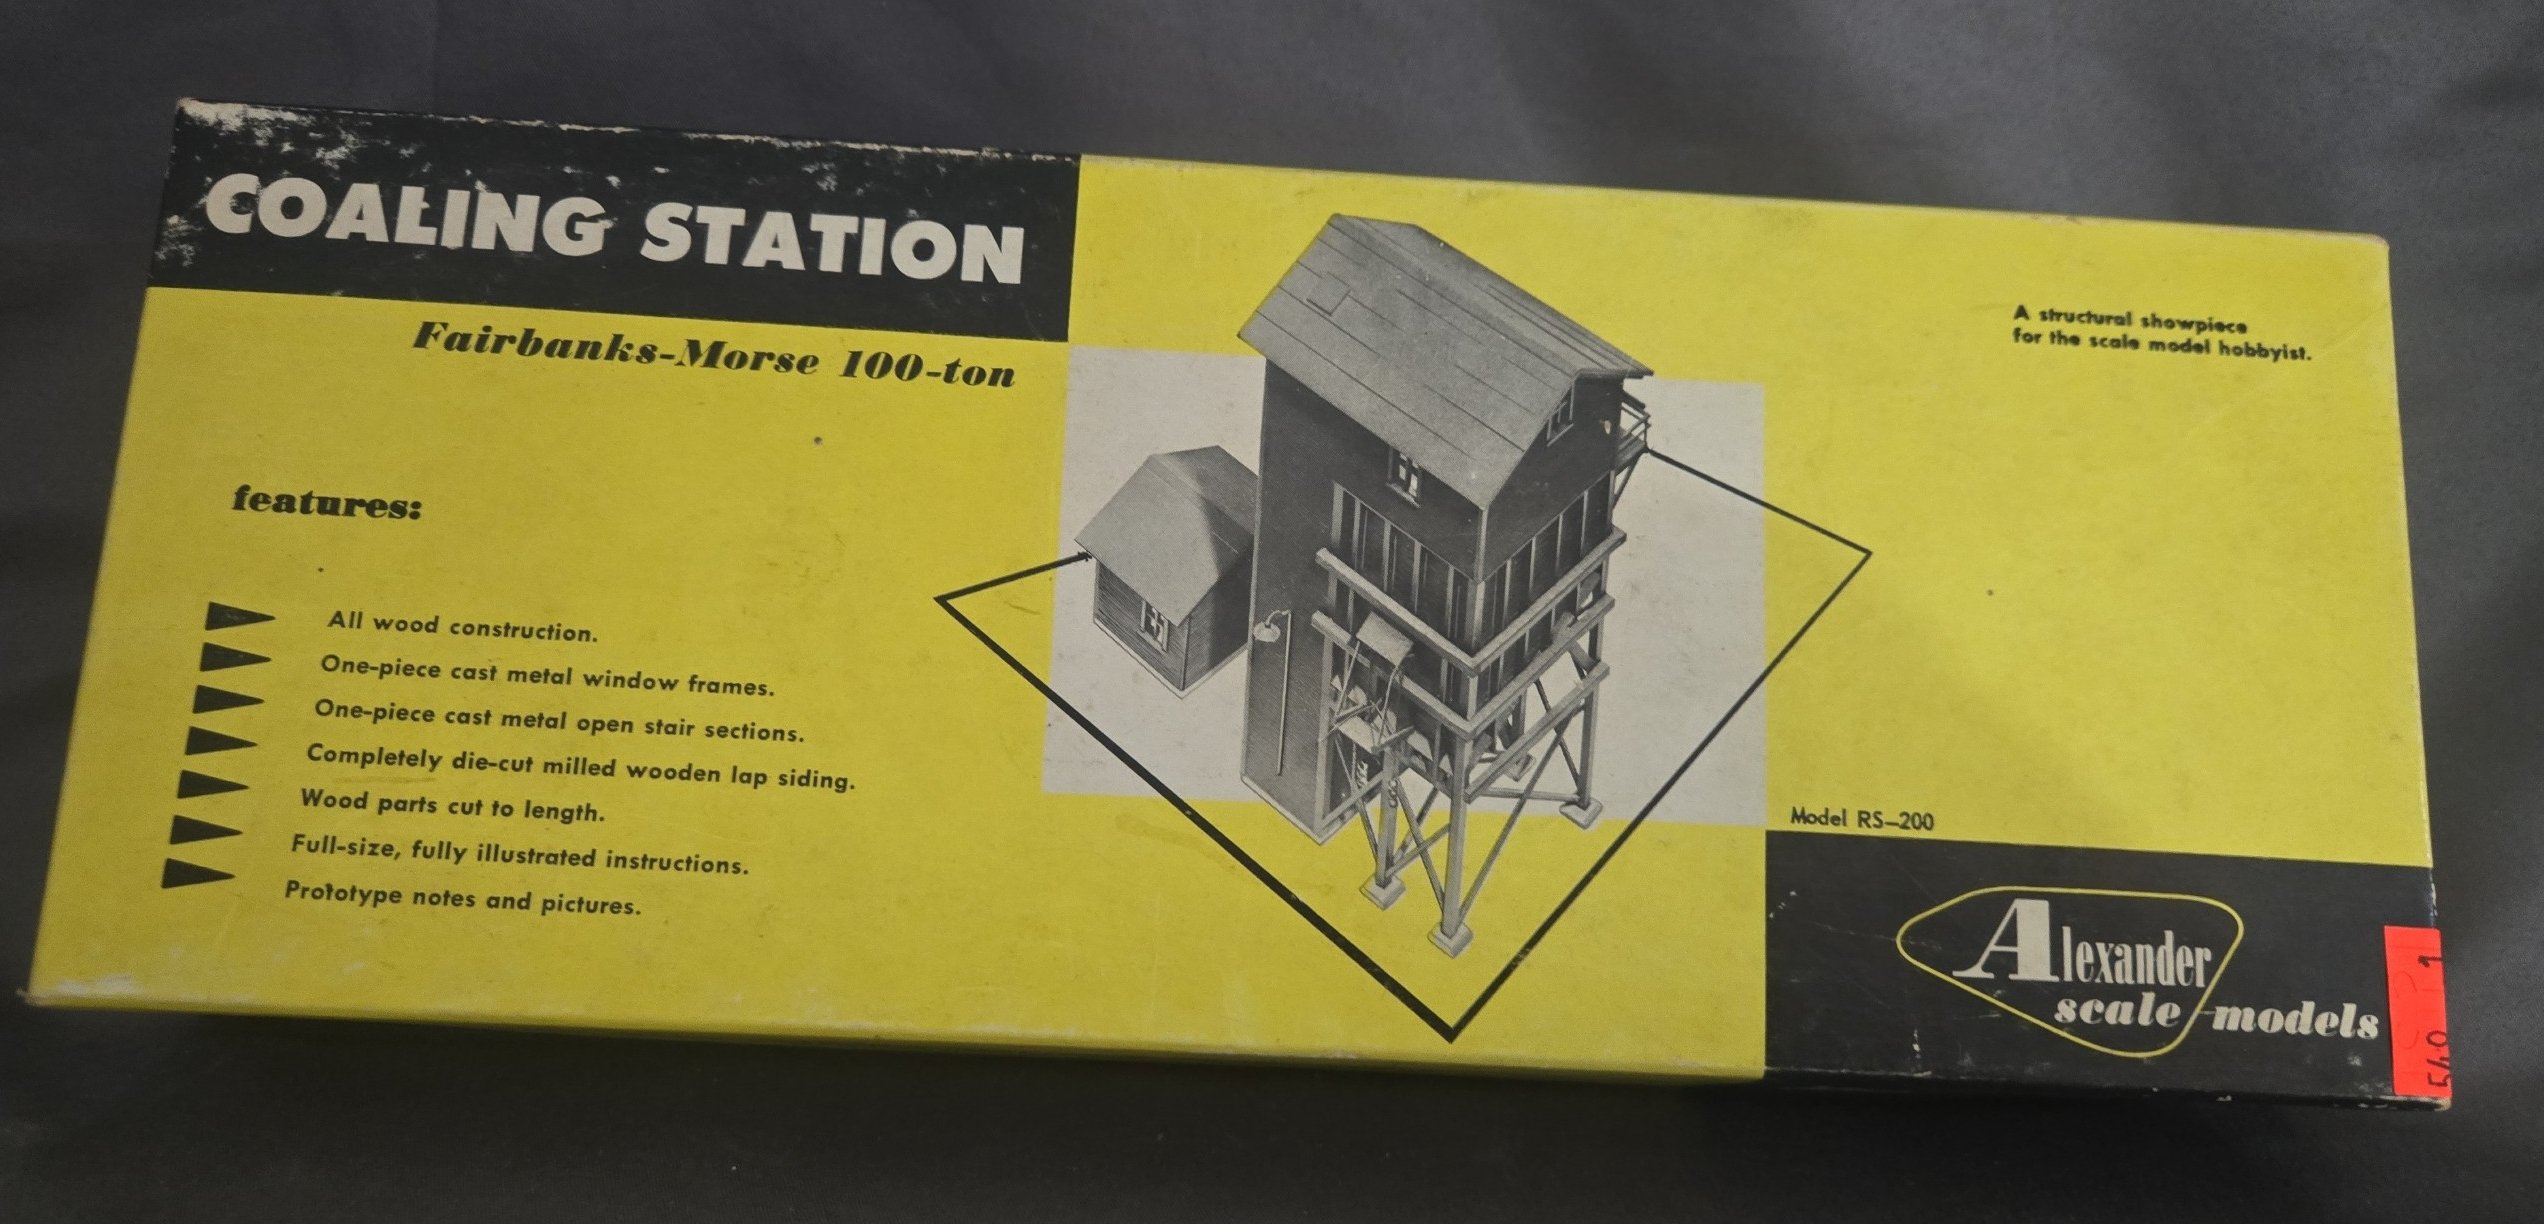 COALING STATION
Fairbanks-Morse 100-ton
A structural showpiece
for the scale model hobbyist.
features:
All wood construction.
One-piece cast metal window frames.
One-piece cast metal open stair sections.
Completely die-cut milled wooden lap siding.
Wood parts cut to length.
Full-size, fully illustrated instructions.
Prototype notes and pictures.
Model RS-200
Alexander
scale models